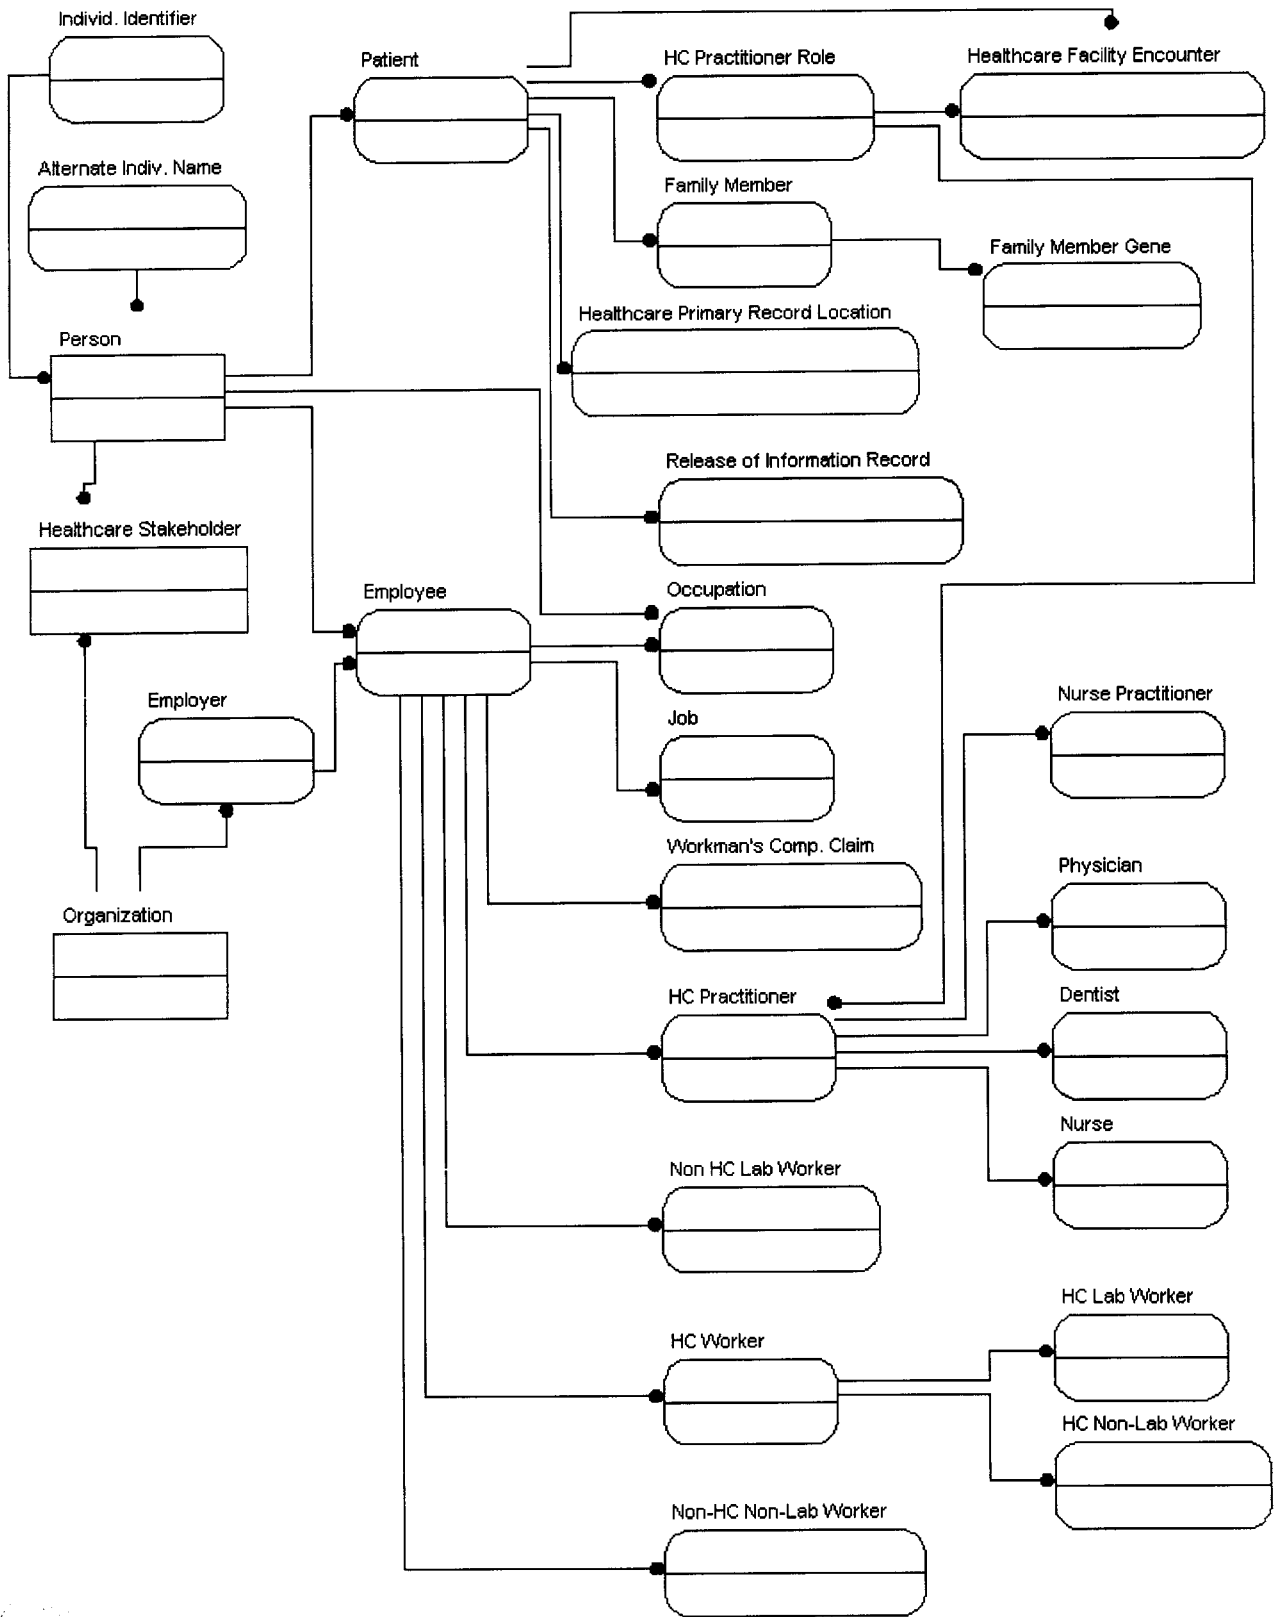 Individ. Identifier
Patient
HC Practitioner Role
Healthcare Facility Encounter
Alternate Indiv. Name
Family Member
Family Member Gene
Healthcare Primary Record Location
Person
Release of Information Record
Healthcare Stakeholder
Employee
Occupation
Employer
Job
Nurse Practitioner
Workman's Comp. Claim
Physician
Organization
HC Practitioner
Dentist
Nurse
Non HC Lab Worker
HC Lab Worker
HC Worker
HC Non-Lab Worker
Non-HC Non-Lab Worker